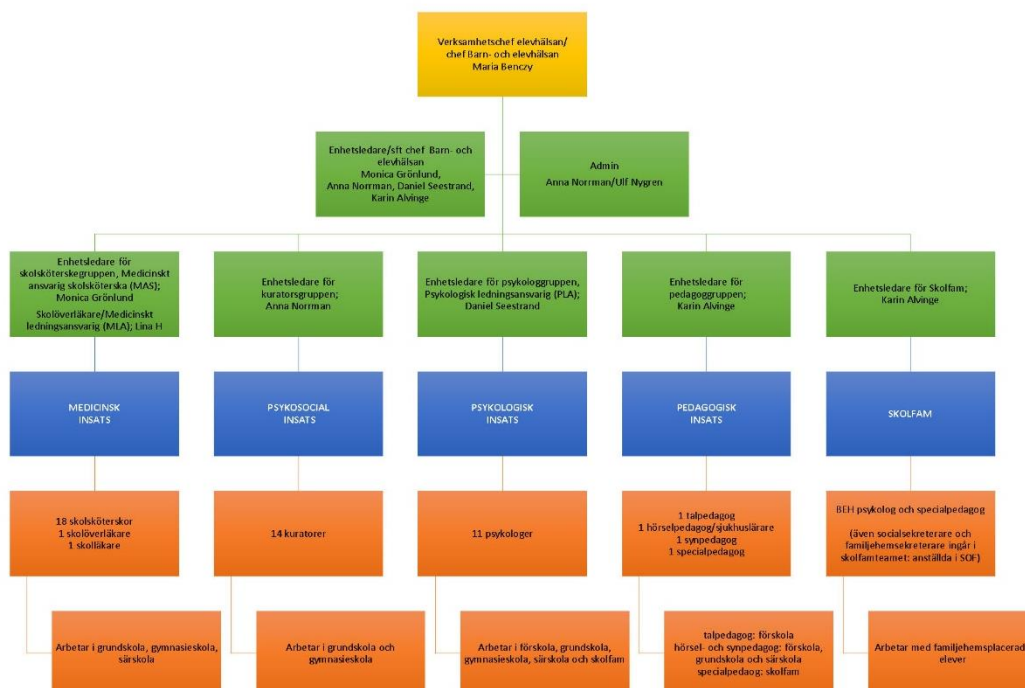 Verksamhetschef elevhälsan/
chef Barn- och elevhälsan
Maria Benczy
Enhetsledare/sft chef Barn- och
elevhälsan
Monica Grönlund,
Anna Norrman, Daniel Seestrand,
Karin Alvinge
Admin
Anna Norrman/Ulf Nygren
Enhetsledare för
skolsköterskegruppen, Medicinskt
ansvarig skolsköterska (MAS);
Monica Grönlund
Skolöverläkare/Medicinskt
ledningsansvarig (MLA); Lina H
Enhetsledare för
kuratorsgruppen;
Anna Norrman
Enhetsledare för psykologgruppen,
Psykologisk ledningsansvarig (PLA);
Daniel Seestrand
Enhetsledare för
pedagoggruppen;
Karin Alvinge
Enhetsledare för Skolfam;
Karin Alvinge
MEDICINSK
INSATS
PSYKOSOCIAL
INSATS
PSYKOLOGISK
INSATS
PEDAGOGISK
INSATS
SKOLFAM
18 skolsköterskor
1 skolöverläkare
1 skolläkare
14 kuratorer
11 psykologer
1 talpedagog
1 hörselpedagog/sjukhuslärare
1 synpedagog
1 specialpedagog
BEH psykolog och specialpedagog
(även socialsekreterare och
familjehemsekreterare ingår i
skolfamteamet: anställda i SOF)
Arbetar i grundskola, gymnasieskola,
särskola
Arbetar i grundskola och
gymnasieskola
Arbetar i förskola, grundskola,
gymnasieskola, särskola och skolfam
talpedagog: förskola
hörsel- och synpedagog: förskola,
grundskola och särskola
specialpedaog: skolfam
Arbetar med familjehemsplacerade
elever